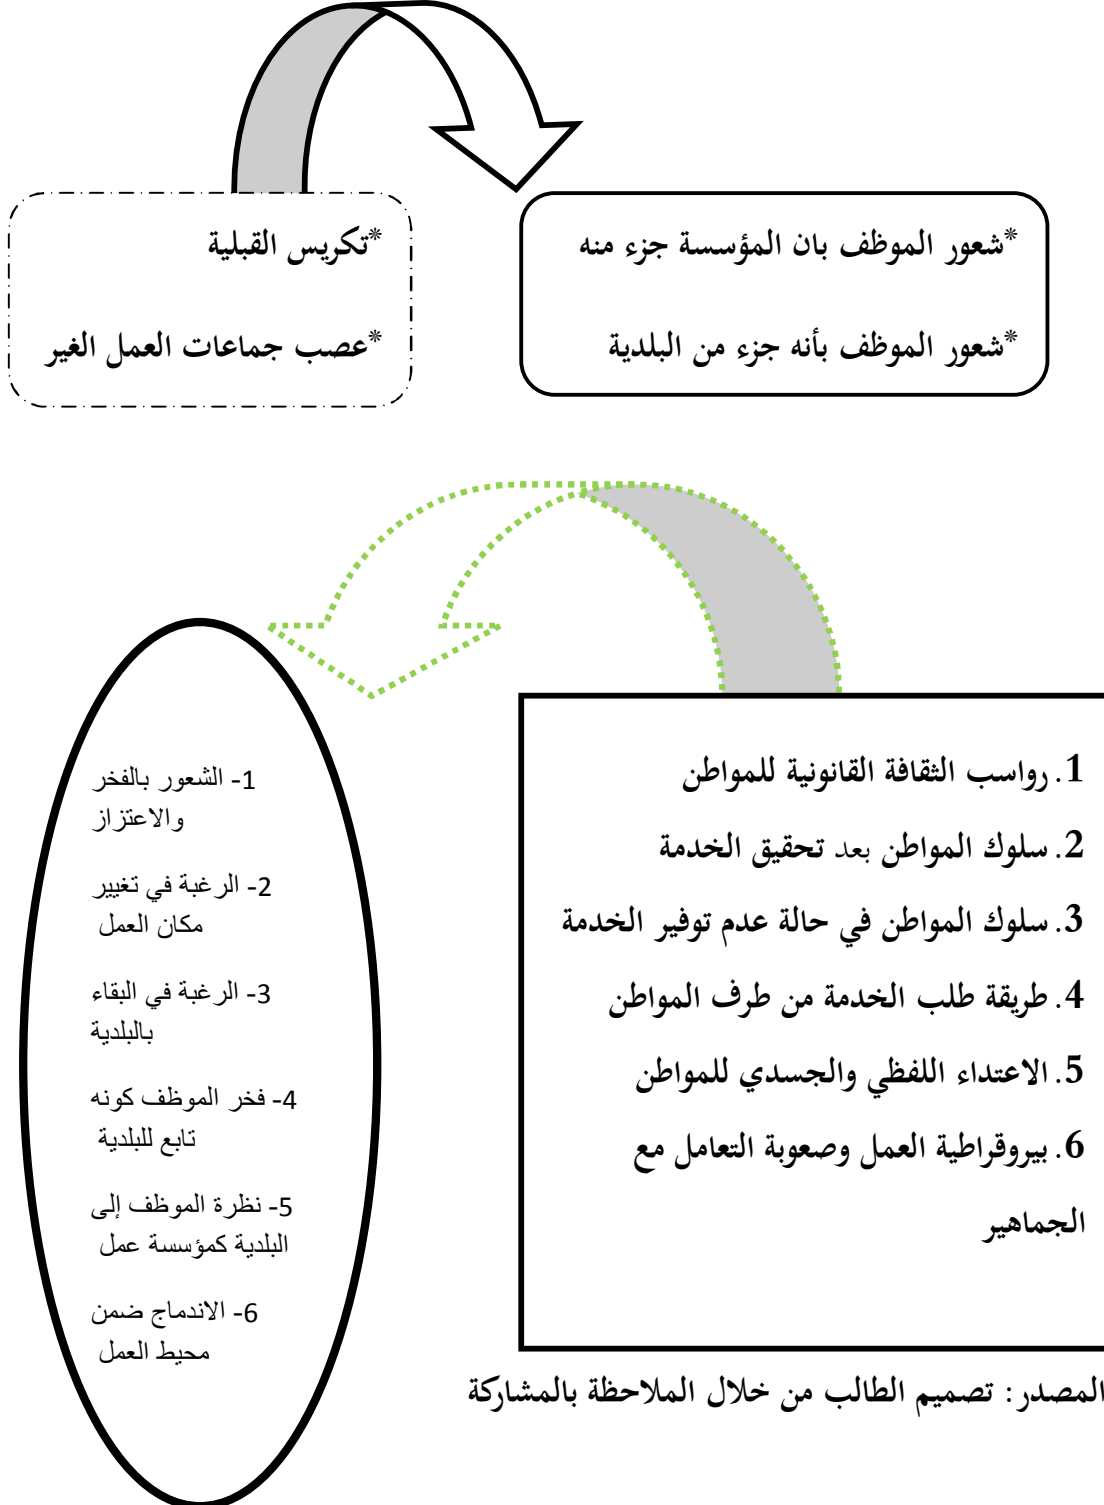 *شعور الموظف بان المؤسسة جزء منه
*شعور الموظف بأنه جزء من البلدية
*تكريس القبلية
*عصب جماعات العمل الغير
1. رواسب الثقافة القانونية للمواطن
2. سلوك المواطن بعد تحقيق الخدمة
3. سلوك المواطن في حالة عدم توفير الخدمة
4. طريقة طلب الخدمة من طرف المواطن
5. الاعتداء اللفظي والجسدي للمواطن
6. بيروقراطية العمل وصعوبة التعامل مع
الجماهير
1- الشعور بالفخر
والاعتزاز
2- الرغبة في تغيير
مكان العمل
3- الرغبة في البقاء
بالبلدية
4- فخر الموظف كونه
تابع للبلدية
5- نظرة الموظف إلى
البلدية كمؤسسة عمل
6- الاندماج ضمن
محيط العمل
المصدر: تصميم الطالب من خلال الملاحظة بالمشاركة